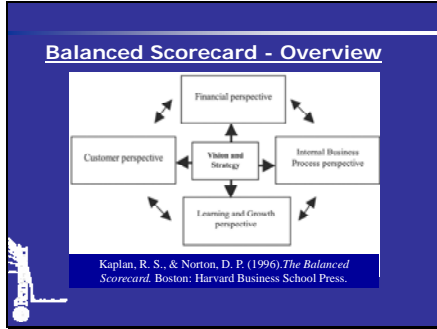 Balanced Scorecard - Overview
Financial perspective
Customer perspective
Vision and
Strategy
Internal Business
Process perspective
Learning and Growth
perspective
Kaplan, R. S., & Norton, D. P. (1996).The Balanced
Scorecard. Boston: Harvard Business School Press.